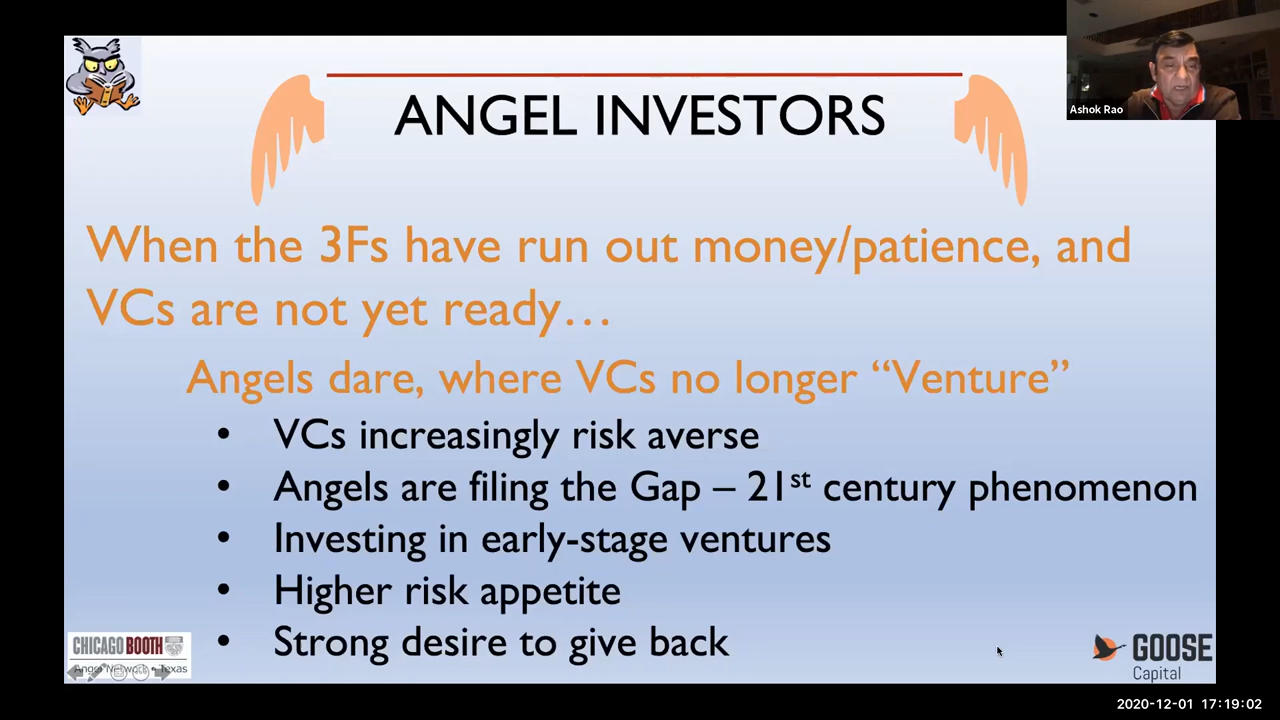 Ashok Rao
ANGEL INVESTORS
When the 3Fs have run out money/patience, and
VCs are not yet ready…
Angels dare, where VCs no longer “Venture”
• VCs increasingly risk averse
• Angels are filing the Gap – 21st century phenomenon
• Investing in early-stage ventures
• Higher risk appetite
• Strong desire to give back
CHICAGO BOOTH
Angel Network • Texas
GOOSE
Capital
2020-12-01 17:19:02